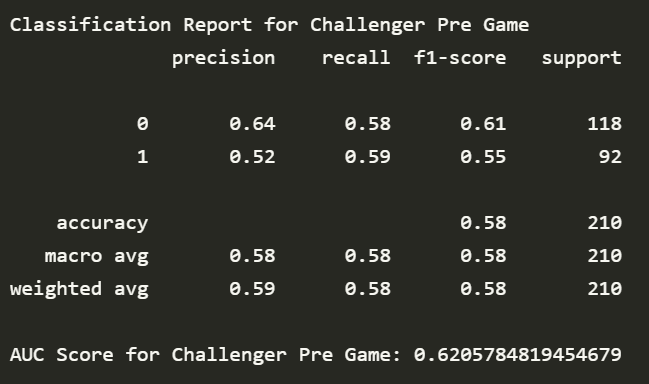 Classification Report for Challenger Pre Game
precision recall f1-score support
0 0.64 0.58 0.61 118
1 0.52 0.59 0.55 92
accuracy 0.58 210
macro avg 0.58 0.58 0.58 210
weighted avg 0.59 0.58 0.58 210
AUC Score for Challenger Pre Game: 0.6205784819454679